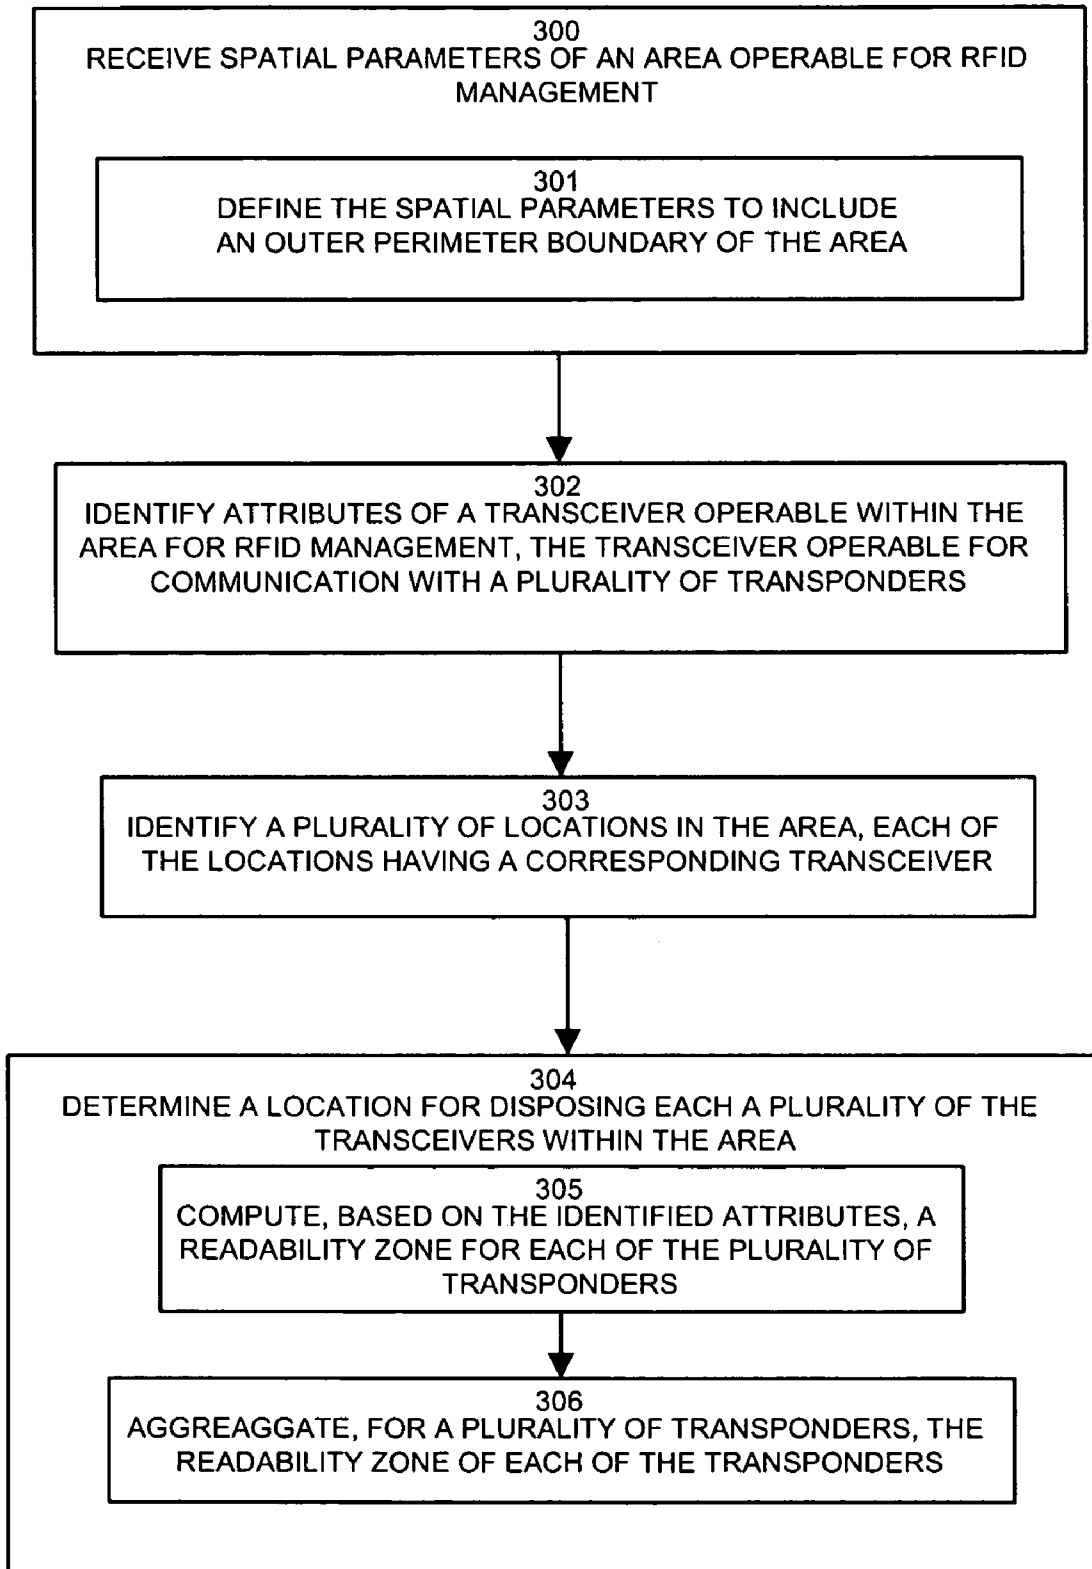 300
RECEIVE SPATIAL PARAMETERS OF AN AREA OPERABLE FOR RFID
MANAGEMENT
301
DEFINE THE SPATIAL PARAMETERS TO INCLUDE
AN OUTER PERIMETER BOUNDARY OF THE AREA
302
IDENTIFY ATTRIBUTES OF A TRANSCEIVER OPERABLE WITHIN THE
AREA FOR RFID MANAGEMENT, THE TRANSCEIVER OPERABLE FOR
COMMUNICATION WITH A PLURALITY OF TRANSPONDERS
303
IDENTIFY A PLURALITY OF LOCATIONS IN THE AREA, EACH OF
THE LOCATIONS HAVING A CORRESPONDING TRANSCEIVER
304
DETERMINE A LOCATION FOR DISPOSING EACH A PLURALITY OF THE
TRANSCEIVERS WITHIN THE AREA
305
COMPUTE, BASED ON THE IDENTIFIED ATTRIBUTES, A
READABILITY ZONE FOR EACH OF THE PLURALITY OF
TRANSPONDERS
306
AGGREAGGATE, FOR A PLURALITY OF TRANSPONDERS, THE
READABILITY ZONE OF EACH OF THE TRANSPONDERS